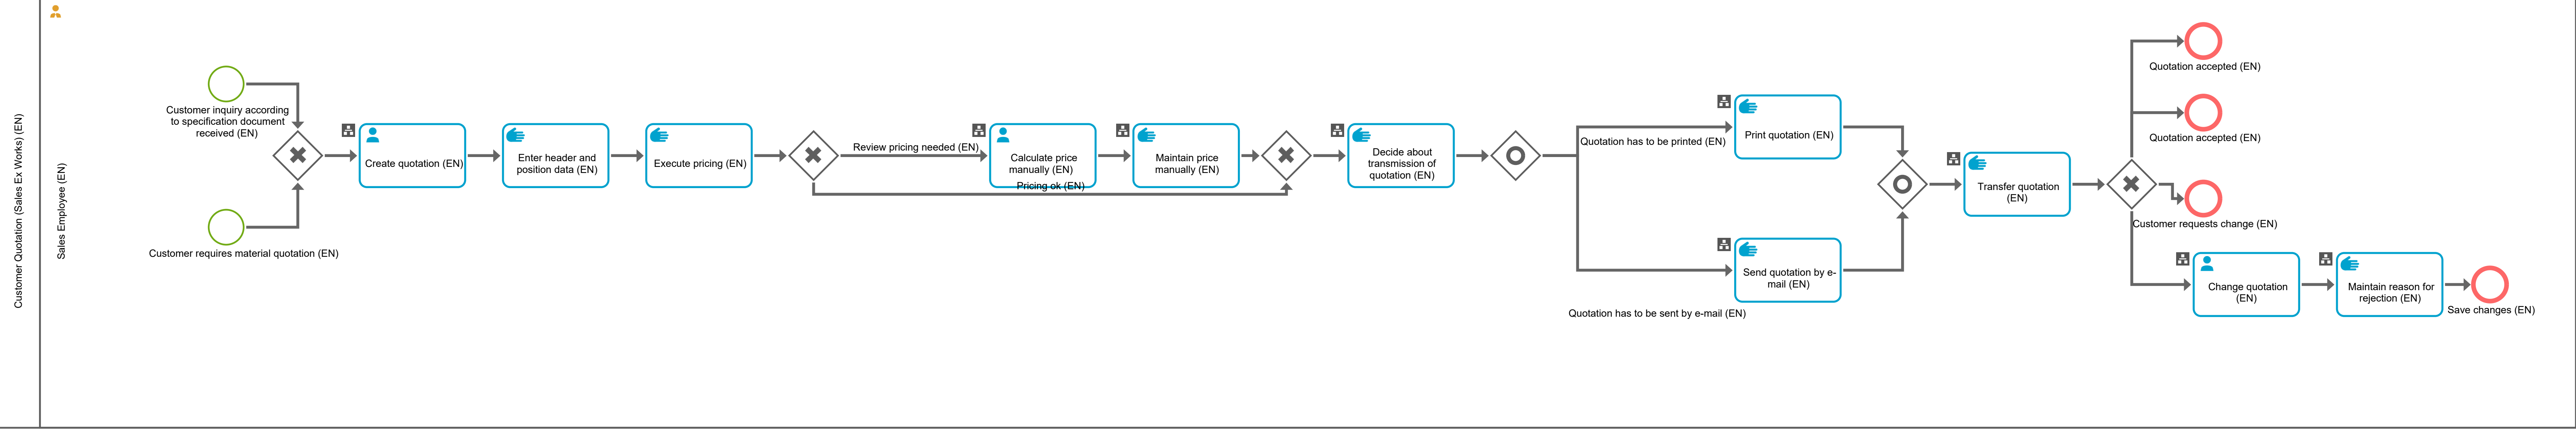 Customer Quotation (Sales Ex Works) (EN)
Sales Employee (EN)
Customer inquiry according
to specification document
received (EN)
Customer requires material quotation (EN)
Create quotation (EN)
Enter header and
position data (EN)
Execute pricing (EN)
Review pricing needed (EN)
Pricing ok (EN)
Calculate price
manually (EN)
Maintain price
manually (EN)
Decide about
transmission of
quotation (EN)
Quotation has to be printed (EN)
Quotation has to be sent by e-mail (EN)
Print quotation (EN)
Send quotation by e-
mail (EN)
Transfer quotation
(EN)
Quotation accepted (EN)
Quotation accepted (EN)
Customer requests change (EN)
Change quotation
(EN)
Maintain reason for
rejection (EN)
Save changes (EN)